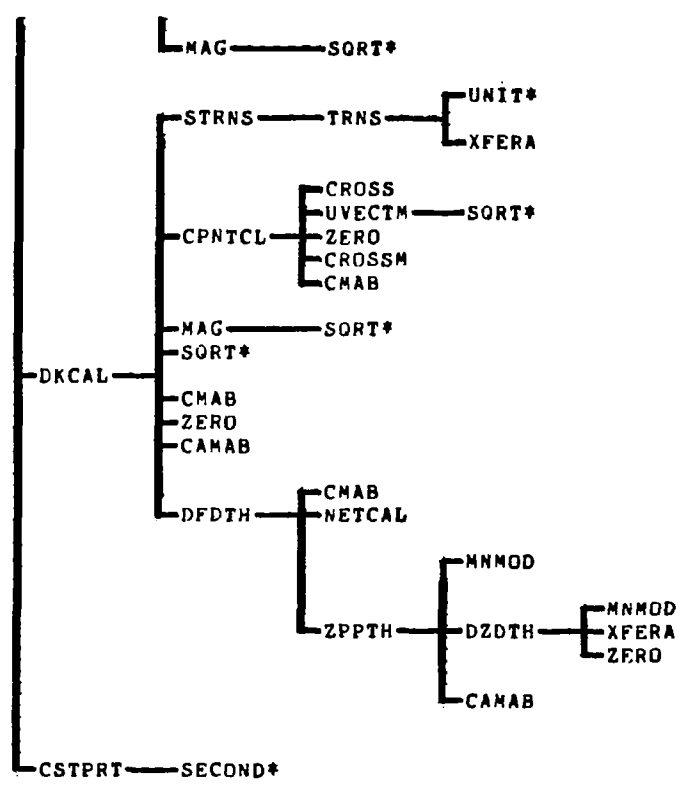 MAG SQRT*
UNIT*
STRNS TRNS
XFERA
CROSS
UVECTM SQRT*
CPNTCL ZERO
CROSSM
CMAB
MAG SQRT*
SQRT*
DKCAL
CMAB
ZERO
CAMAB
CMAB
DFDTH NETCAL
MNMOD
MNMOD
ZPPTH DZDTH XFERA
ZERO
CAMAB
CSTPRT SECOND*